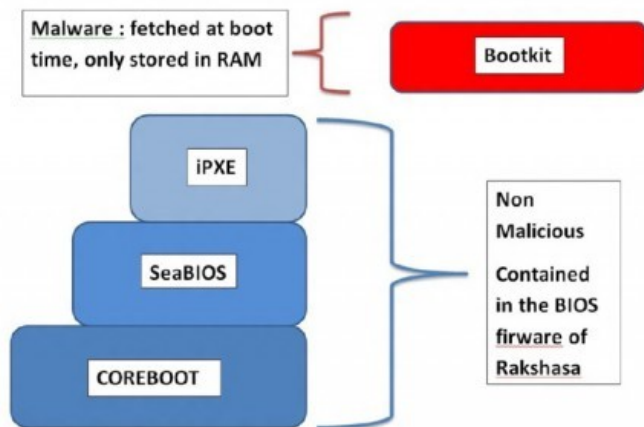 Malware : fetched at boot
time, only stored in RAM
Bootkit
iPXE
SeaBIOS
COREBOOT
Non
Malicious
Contained
in the BIOS
firware of
Rakshasa